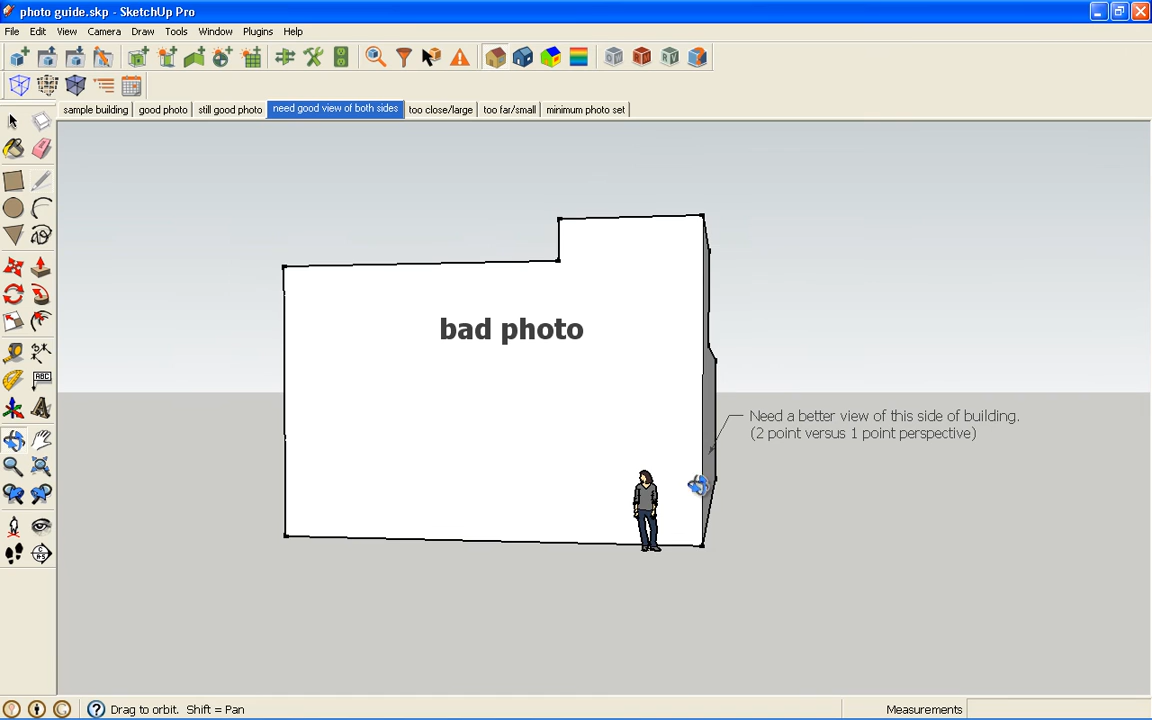 photo guide.skp - SketchUp Pro
File Edit View Camera Draw Tools Window Plugins Help
sample building good photo still good photo need good view of both sides too close/large too far/small minimum photo set
bad photo
Need a better view of this side of building.
(2 point versus 1 point perspective)
Drag to orbit. Shift = Pan
Measurements